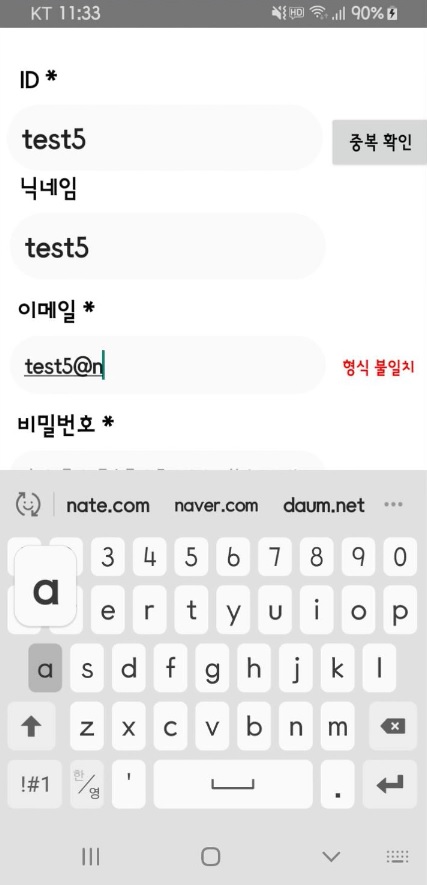 KT 11:33 HD 90%
ID *
test5
중복 확인
닉네임
test5
이메일 *
test5@n
형식 불일치
비밀번호 *
nate.com naver.com daum.net
3 4 5 6 7 8 9 0
a
e r t y u i o p
a s d f g h j k l
z x c v b n m
!#1 한/영 ' .